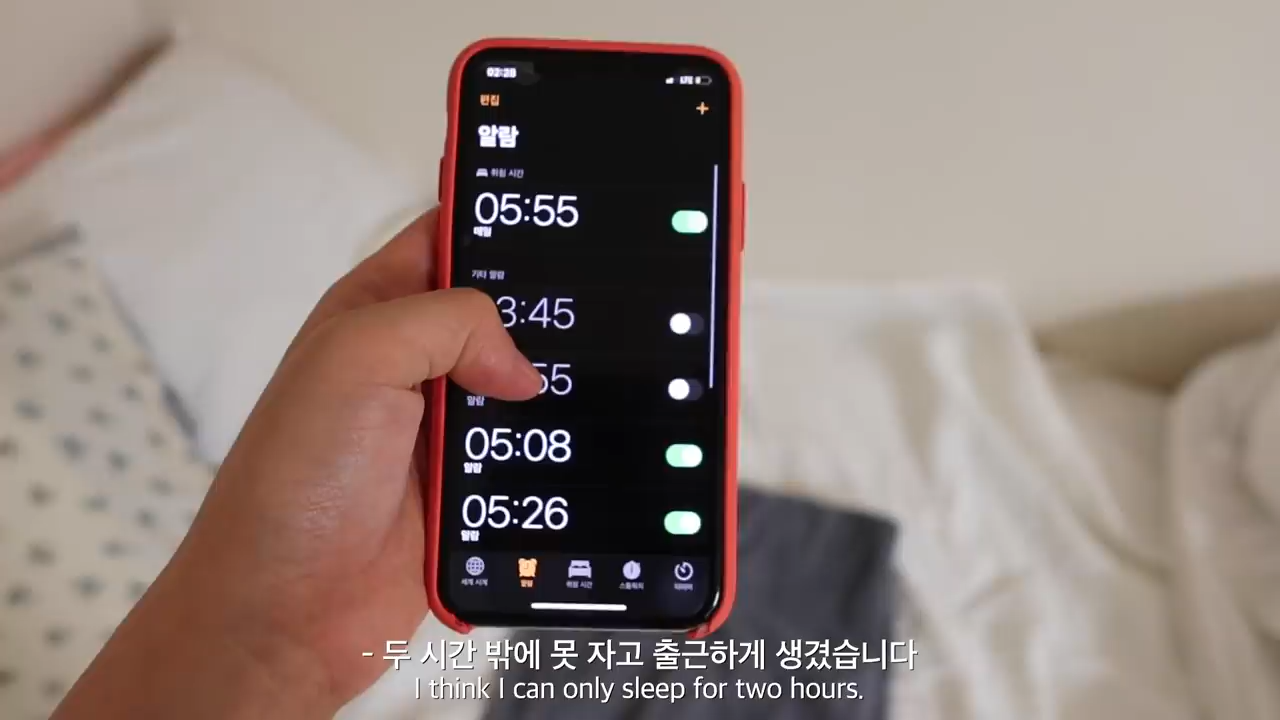 편집
+
알람
취침 시간
05:55
매일
기타 알람
3:45
55
알람
05:08
알람
05:26
알람
세계 시계
알람
취침 시간
스톱워치
타이머
- 두 시간 밖에 못 자고 출근하게 생겼습니다
I think I can only sleep for two hours.